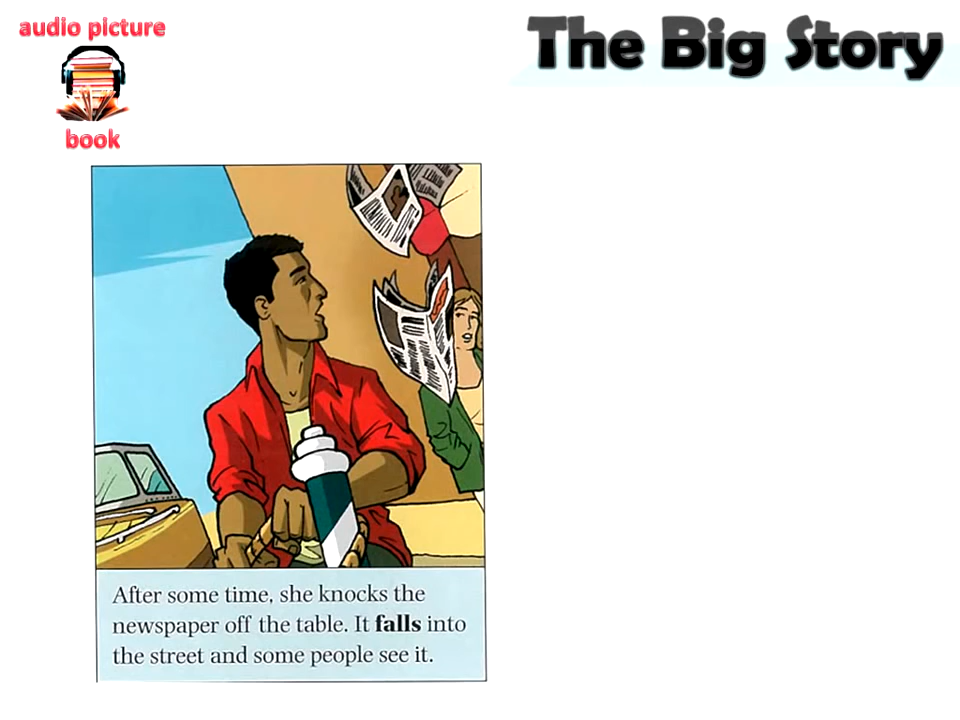 audio picture
book
The Big Story
After some time, she knocks the
newspaper off the table. It falls into
the street and some people see it.